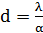 d = λ/α